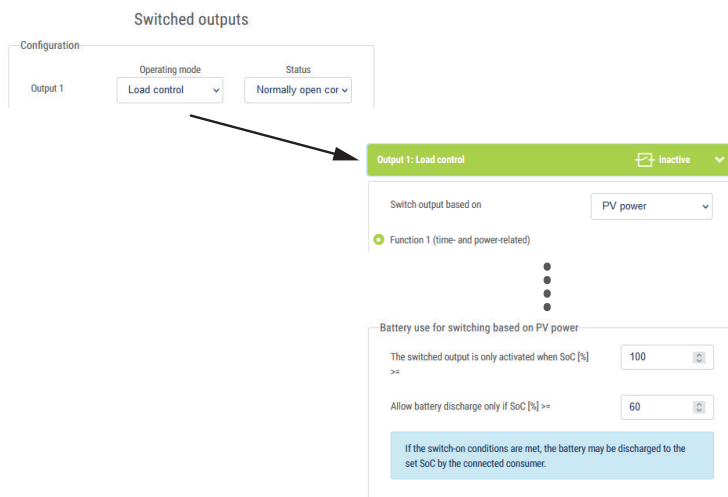 Switched outputs
Configuration
Operating mode
Status
Output 1
Load control
Normally open cor
Output 1: Load control
inactive
Switch output based on
PV power
Function 1 (time- and power-related)
Battery use for switching based on PV power
The switched output is only activated when SoC [%]
>=
100
Allow battery discharge only if SoC [%] >=
60
If the switch-on conditions are met, the battery may be discharged to the
set SoC by the connected consumer.